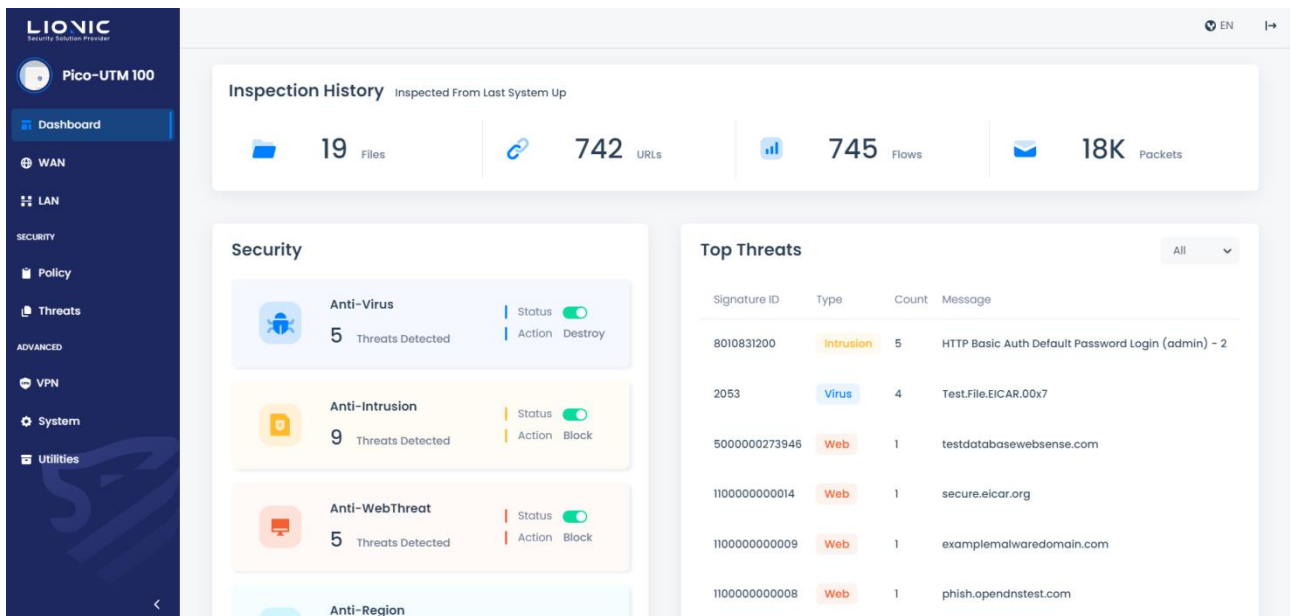 LIONIC
Security Solution Provider
Pico-UTM 100
Dashboard
WAN
LAN
SECURITY
Policy
Threats
ADVANCED
VPN
System
Utilities
EN
Inspection History Inspected From Last System Up
19 Files
742 URLs
745 Flows
18K Packets
Security
Anti-Virus
5 Threats Detected
Status
Action Destroy
Anti-Intrusion
9 Threats Detected
Status
Action Block
Anti-WebThreat
5 Threats Detected
Status
Action Block
Anti-Region
Top Threats
All
Signature ID Type Count Message
8010831200 Intrusion 5 HTTP Basic Auth Default Password Login (admin) - 2
2053 Virus 4 Test.File.EICAR.00x7
5000000273946 Web 1 testdatabasewebsense.com
1100000000014 Web 1 secure.eicar.org
1100000000009 Web 1 examplemalwaredomain.com
1100000000008 Web 1 phish.opendnstest.com